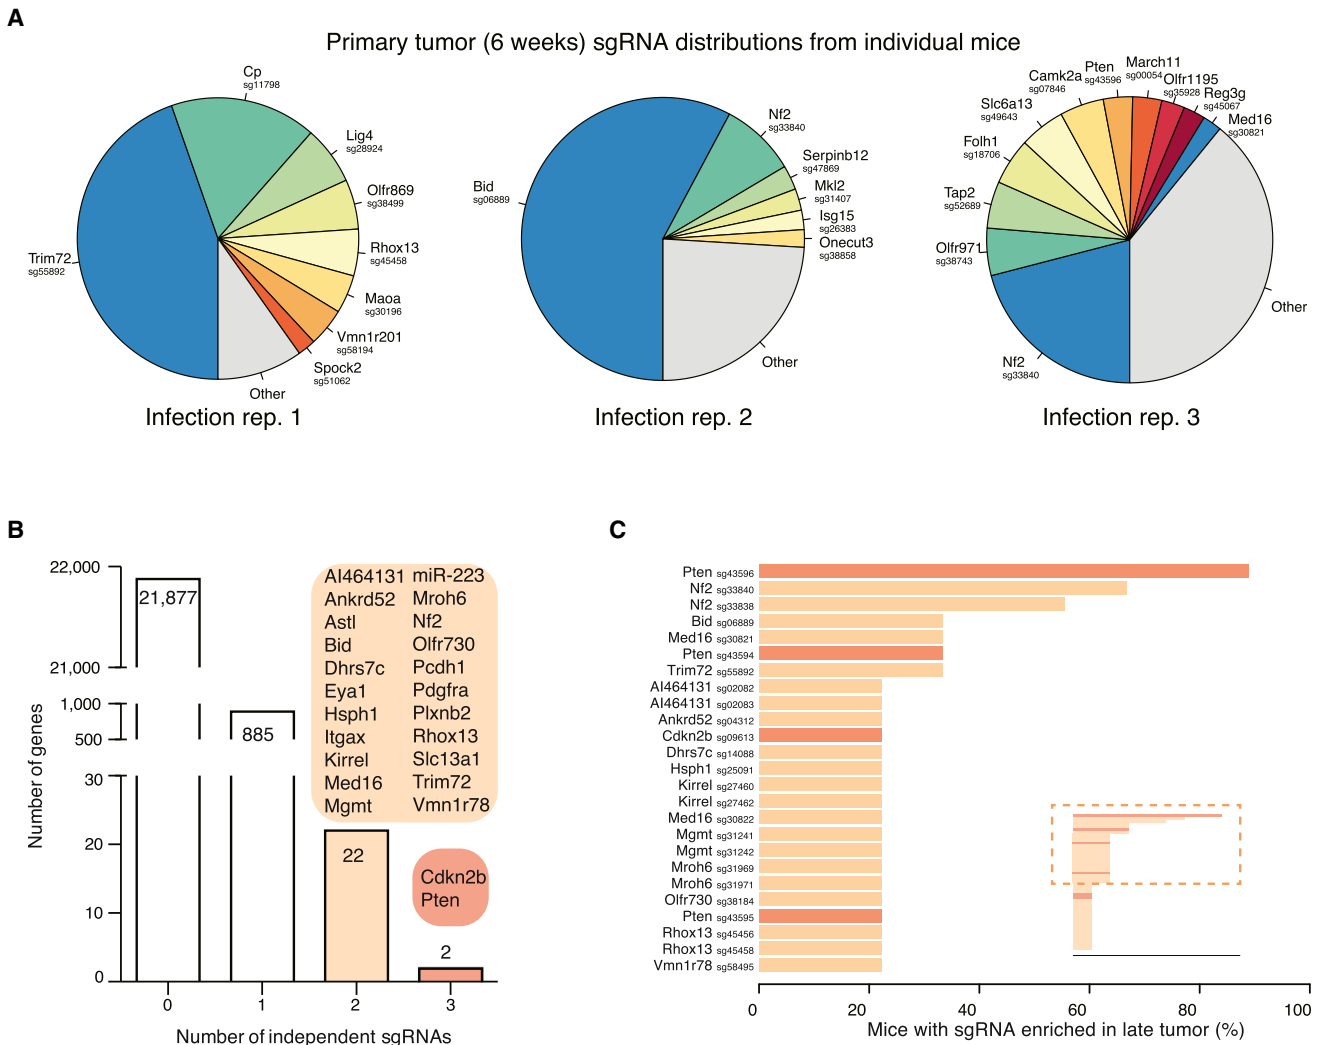 A
Primary tumor (6 weeks) sgRNA distributions from individual mice
Cp
sg11798
Lig4
sg28924
Olfr869
sg38499
Rhox13
sg45458
Maoa
sg30196
Vmn1r201
sg58194
Spock2
sg51062
Other
Trim72
sg55892
Infection rep. 1
Bid
sg06889
Nf2
sg33840
Serpinb12
sg47869
Mkl2
sg31407
Isg15
sg26383
Onecut3
sg38858
Other
Infection rep. 2
Nf2
sg33840
Olfr971
sg38743
Tap2
sg52689
Folh1
sg18706
Slc6a13
sg49643
Camk2a
sg07846
Pten
sg43596
March11
sg00054
Olfr1195
sg35928
Reg3g
sg45067
Med16
sg30821
Other
Infection rep. 3
B
Number of genes
22,000
21,000
1,000
500
30
20
10
0
21,877
885
22
2
AI464131 miR-223
Ankrd52 Mroh6
Astl Nf2
Bid Olfr730
Dhrs7c Pcdh1
Eya1 Pdgfra
Hsph1 Plxnb2
Itgax Rhox13
Kirrel Slc13a1
Med16 Trim72
Mgmt Vmn1r78
Cdkn2b
Pten
0 1 2 3
Number of independent sgRNAs
C
Pten sg43596
Nf2 sg33840
Nf2 sg33838
Bid sg06889
Med16 sg30821
Pten sg43594
Trim72 sg55892
AI464131 sg02082
AI464131 sg02083
Ankrd52 sg04312
Cdkn2b sg09613
Dhrs7c sg14088
Hsph1 sg25091
Kirrel sg27460
Kirrel sg27462
Med16 sg30822
Mgmt sg31241
Mgmt sg31242
Mroh6 sg31969
Mroh6 sg31971
Olfr730 sg38184
Pten sg43595
Rhox13 sg45456
Rhox13 sg45458
Vmn1r78 sg58495
0 20 40 60 80 100
Mice with sgRNA enriched in late tumor (%)